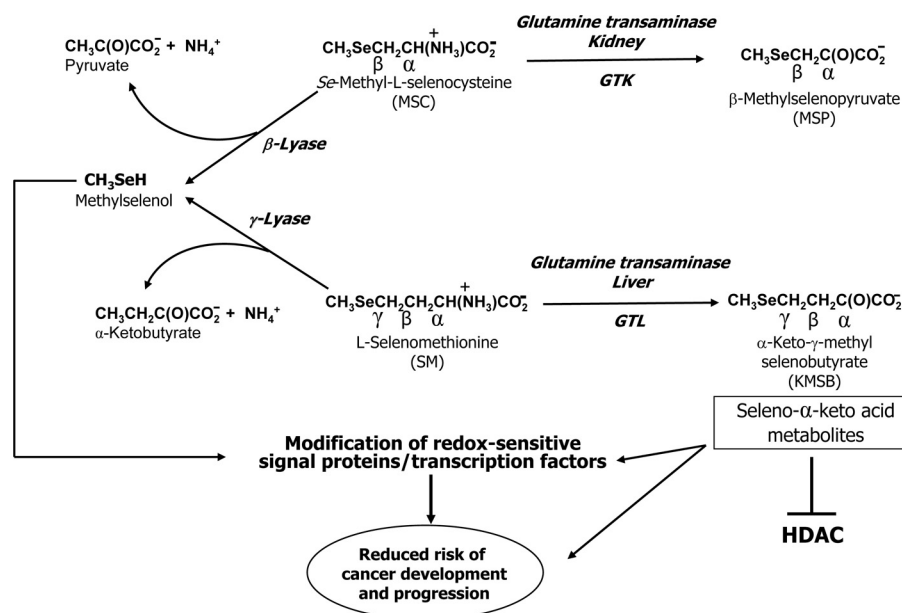 CH₃C(O)CO₂⁻ + NH₄⁺
Pyruvate
CH₃SeCH₂CH(N⁺H₃)CO₂⁻
β α
Se-Methyl-L-selenocysteine
(MSC)
Glutamine transaminase
Kidney
GTK
CH₃SeCH₂C(O)CO₂⁻
β α
β-Methylselenopyruvate
(MSP)
β-Lyase
CH₃SeH
Methylselenol
γ-Lyase
CH₃CH₂C(O)CO₂⁻ + NH₄⁺
α-Ketobutyrate
CH₃SeCH₂CH₂CH(N⁺H₃)CO₂⁻
γ β α
L-Selenomethionine
(SM)
Glutamine transaminase
Liver
GTL
CH₃SeCH₂CH₂C(O)CO₂⁻
γ β α
α-Keto-γ-methyl
selenobutyrate
(KMSB)
Seleno-α-keto acid
metabolites
Modification of redox-sensitive
signal proteins/transcription factors
HDAC
Reduced risk of
cancer development
and progression